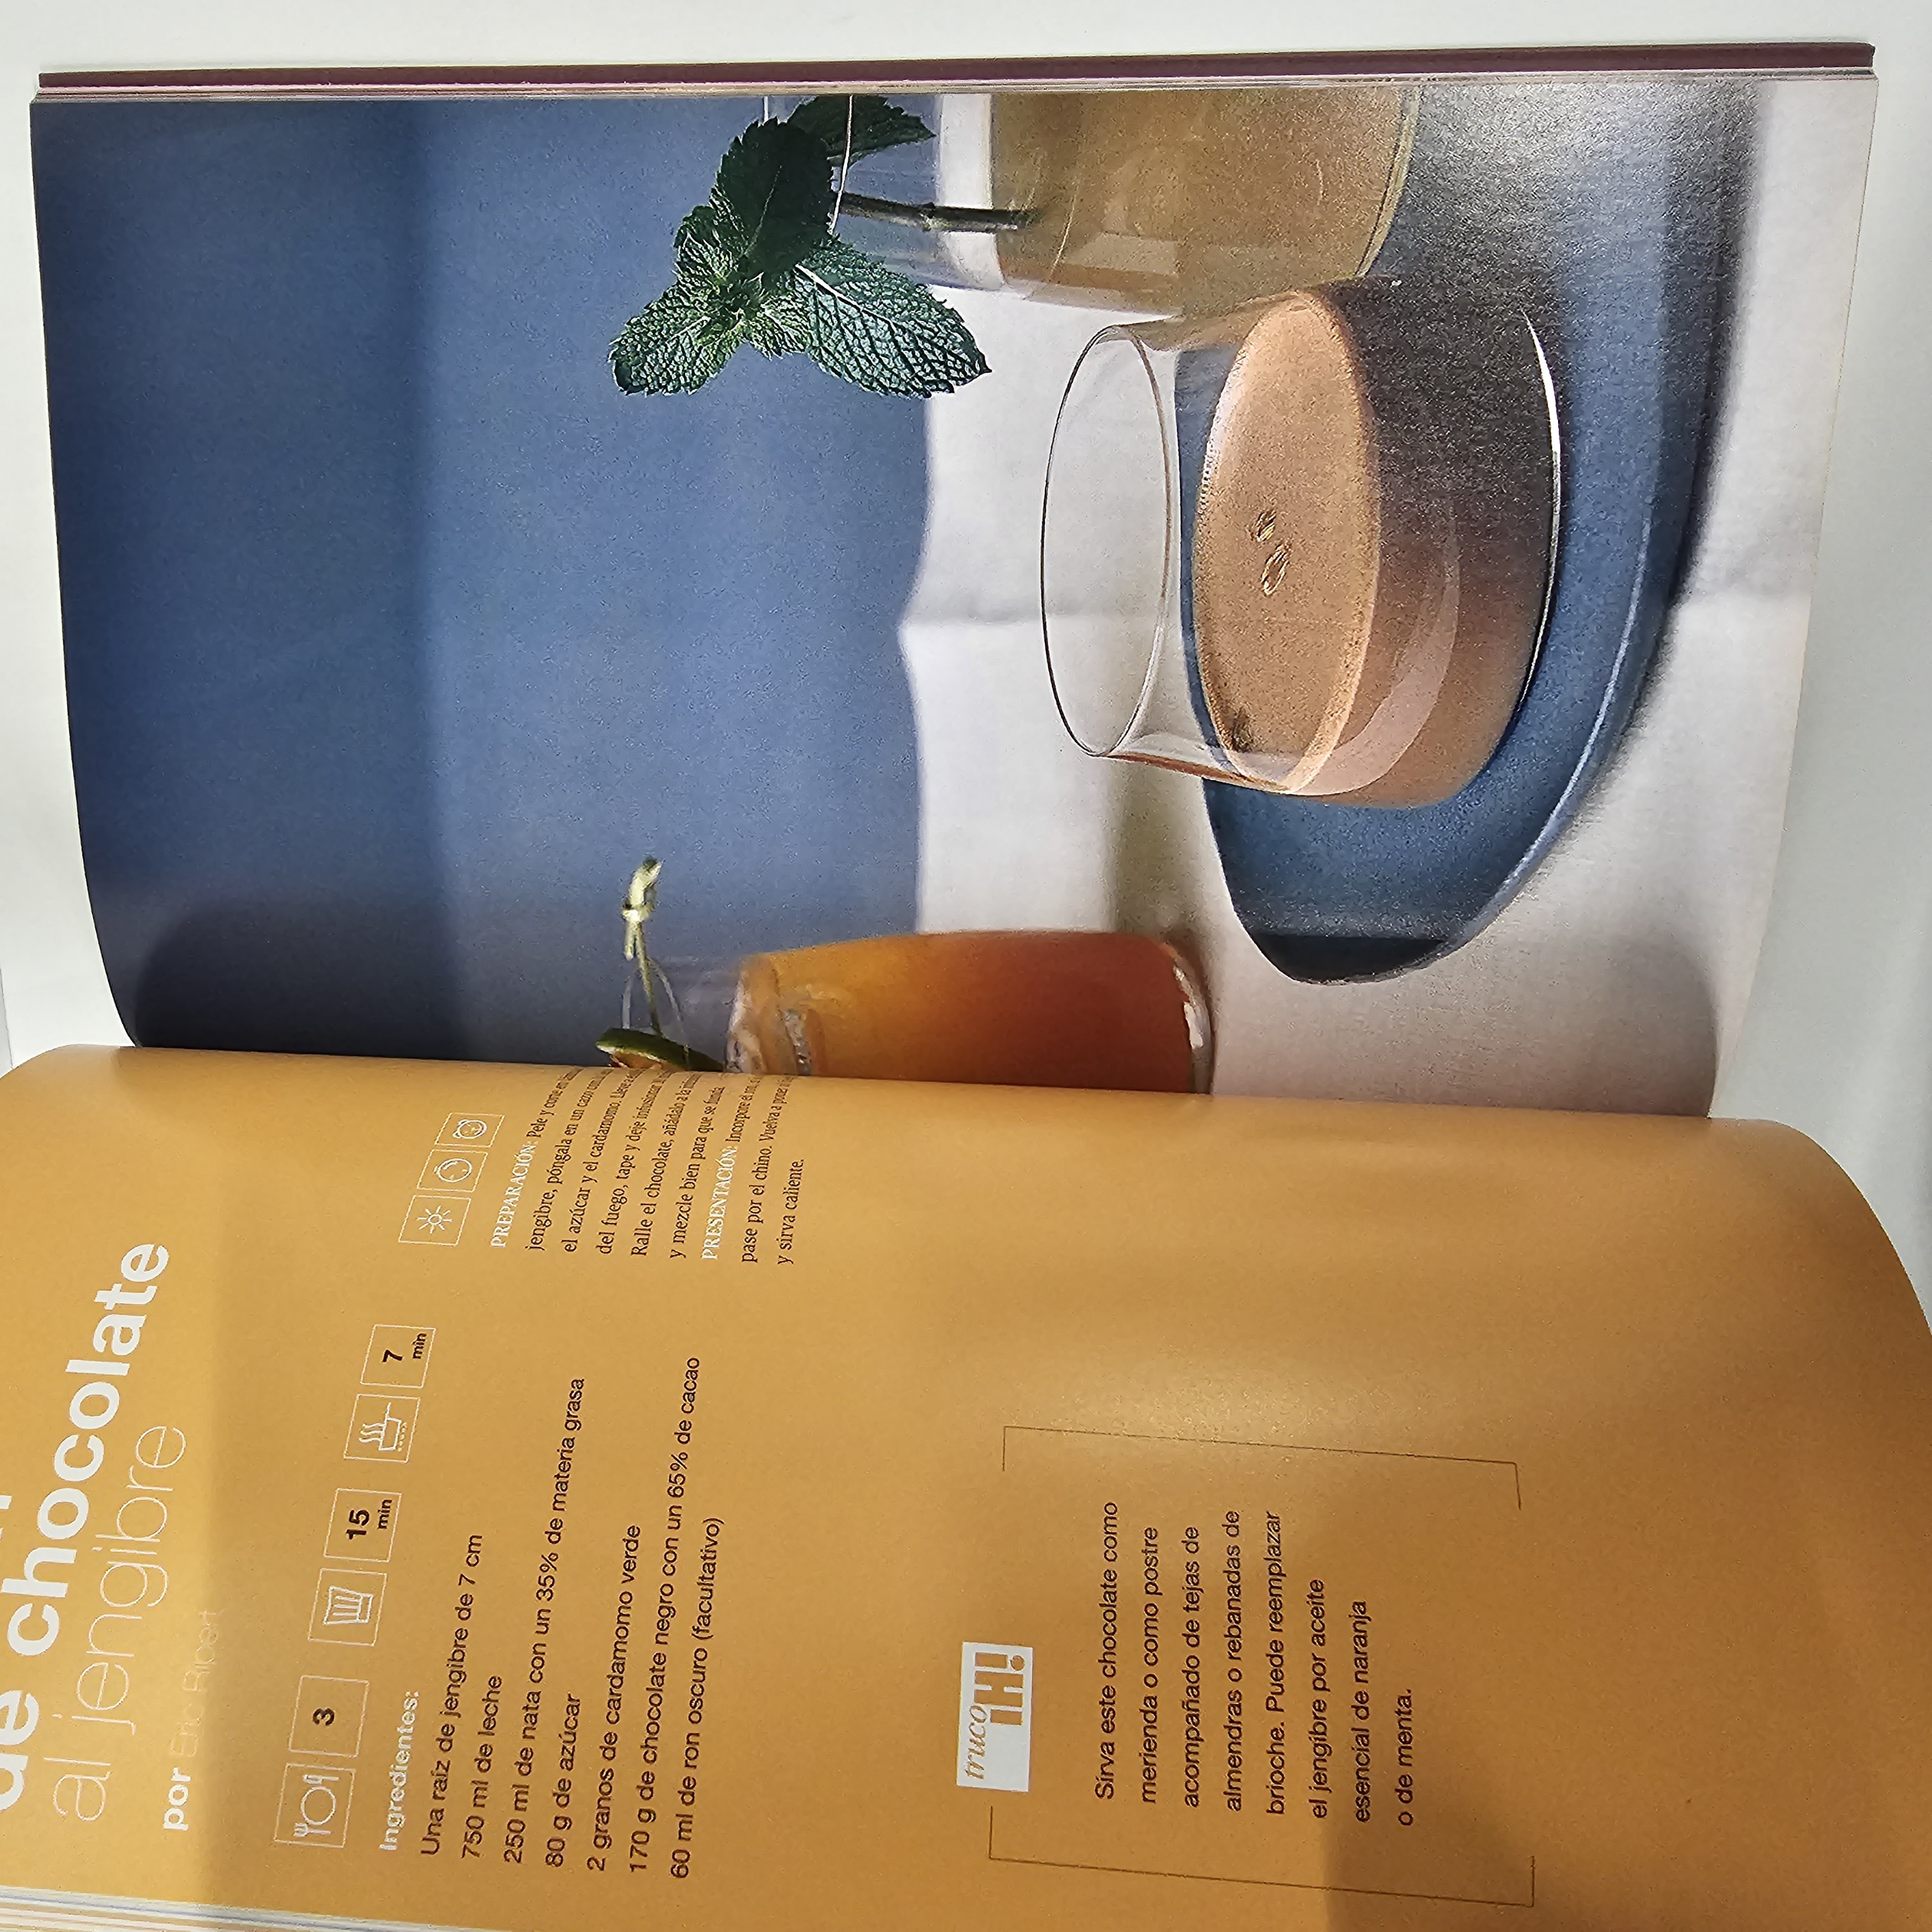 de chocolate
al jengibre
por Eric Ripert
3
15
min
7
min
Ingredientes:
Una raíz de jengibre de 7 cm
750 ml de leche
250 ml de nata con un 35% de materia grasa
80 g de azúcar
2 granos de cardamomo verde
170 g de chocolate negro con un 65% de cacao
60 ml de ron oscuro (facultativo)
PREPARACIÓN: Pele y corte en
jengibre, póngala en un cazo con
el azúcar y el cardamomo. Lleve a
del fuego, tape y deje infusionar
Ralle el chocolate, añádalo a la
y mezcle bien para que se funda
PRESENTACIÓN: Incorpore el ron,
pase por el chino. Vuelva a poner
y sirva caliente.
truco
¡H!
Sírva este chocolate como
merienda o como postre
acompañado de tejas de
almendras o rebanadas de
brioche. Puede reemplazar
el jengibre por aceite
esencial de naranja
o de menta.